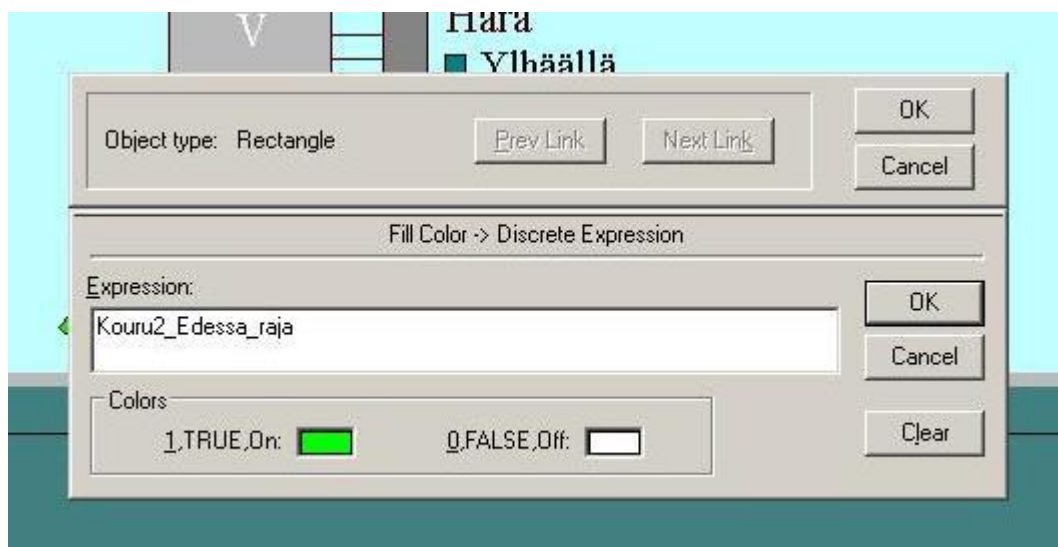 V
Hara
Ylhäällä
Object type: Rectangle
Prev Link
Next Link
OK
Cancel
Fill Color -> Discrete Expression
Expression:
Kouru2_Edessa_raja
OK
Cancel
Colors
1,TRUE,On:
0,FALSE,Off:
Clear